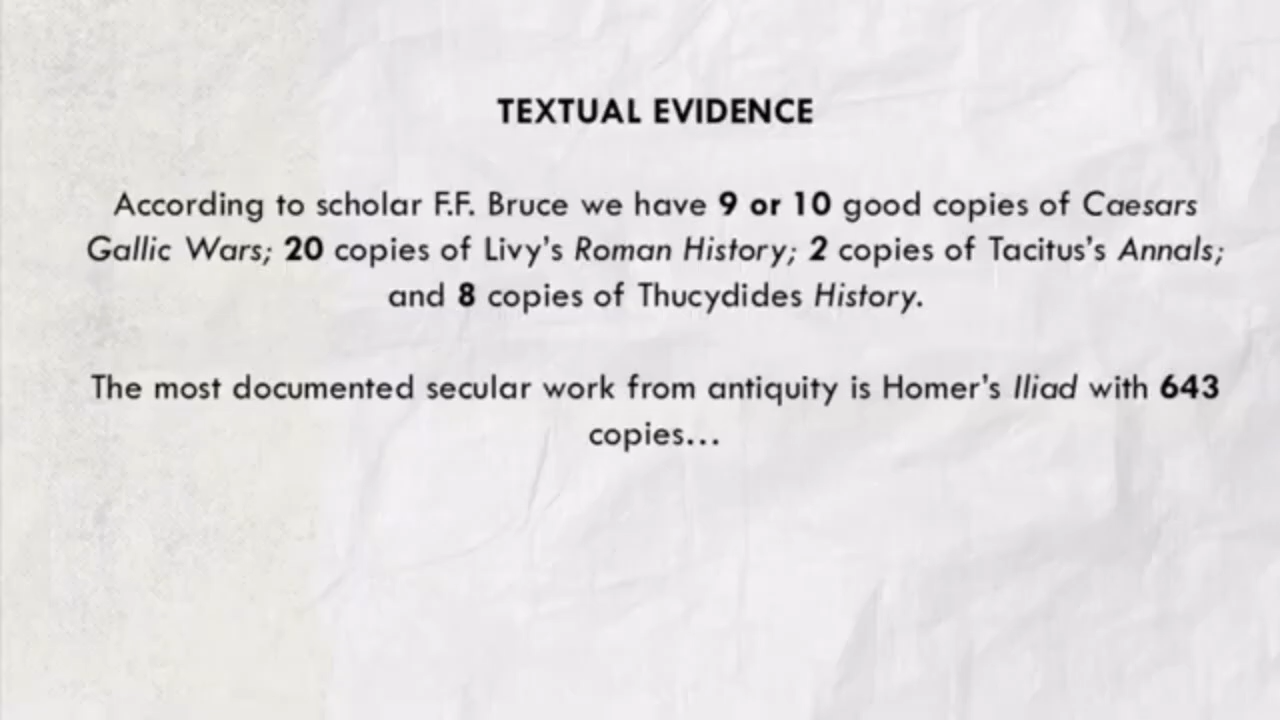 TEXTUAL EVIDENCE
According to scholar F.F. Bruce we have 9 or 10 good copies of Caesars
Gallic Wars; 20 copies of Livy's Roman History; 2 copies of Tacitus's Annals;
and 8 copies of Thucydides History.
The most documented secular work from antiquity is Homer's Iliad with 643
copies...